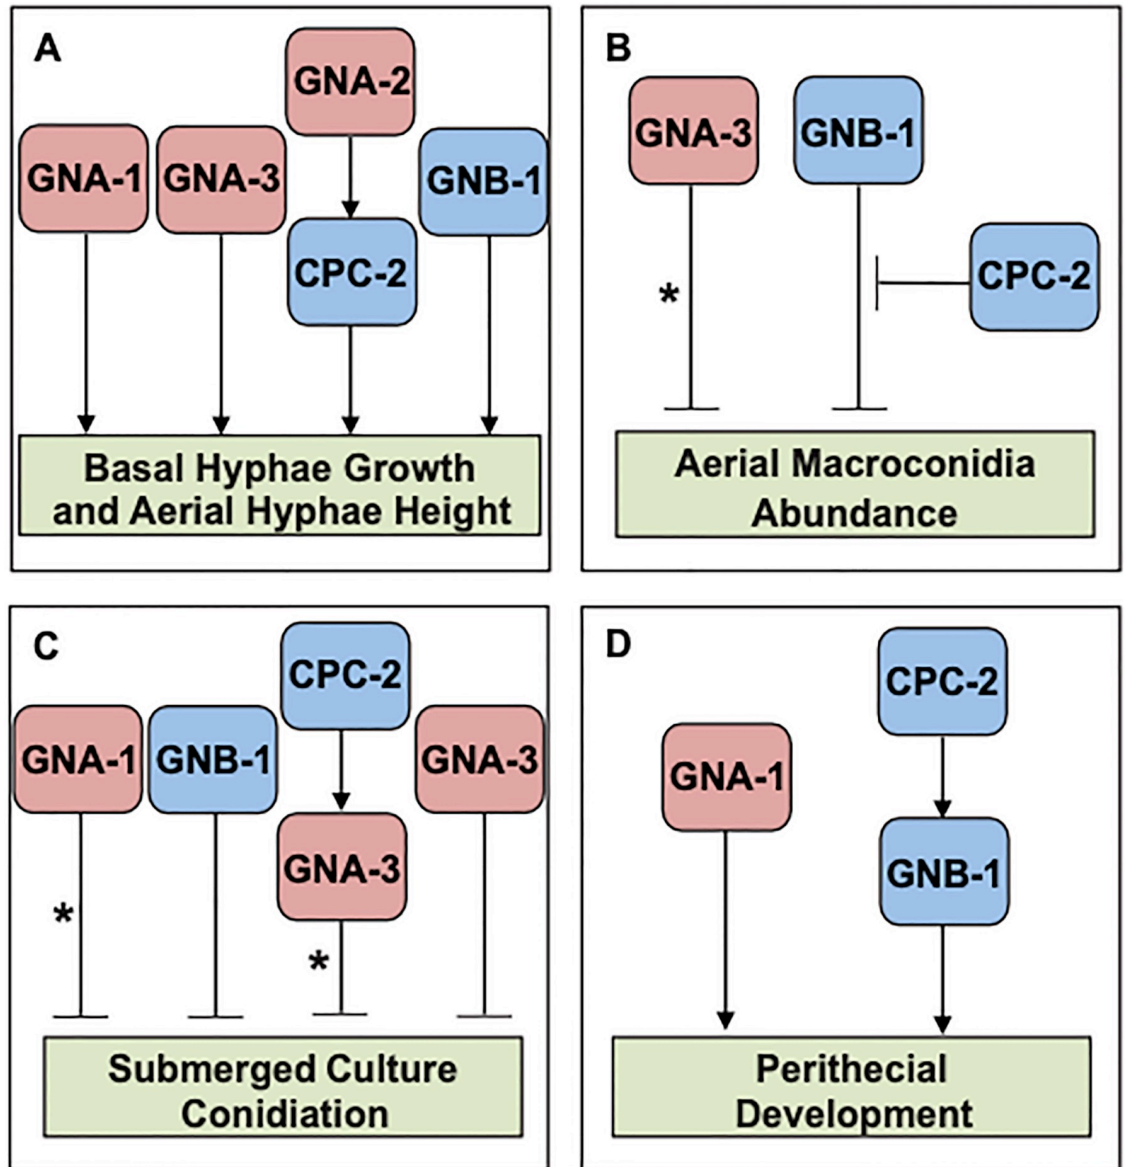 A
GNA-2
GNA-1
GNA-3
GNB-1
CPC-2
Basal Hyphae Growth
and Aerial Hyphae Height
B
GNA-3
GNB-1
CPC-2
*
Aerial Macroconidia
Abundance
C
CPC-2
GNA-1
GNB-1
GNA-3
GNA-3
*
*
Submerged Culture
Conidiation
D
CPC-2
GNA-1
GNB-1
Perithecial
Development